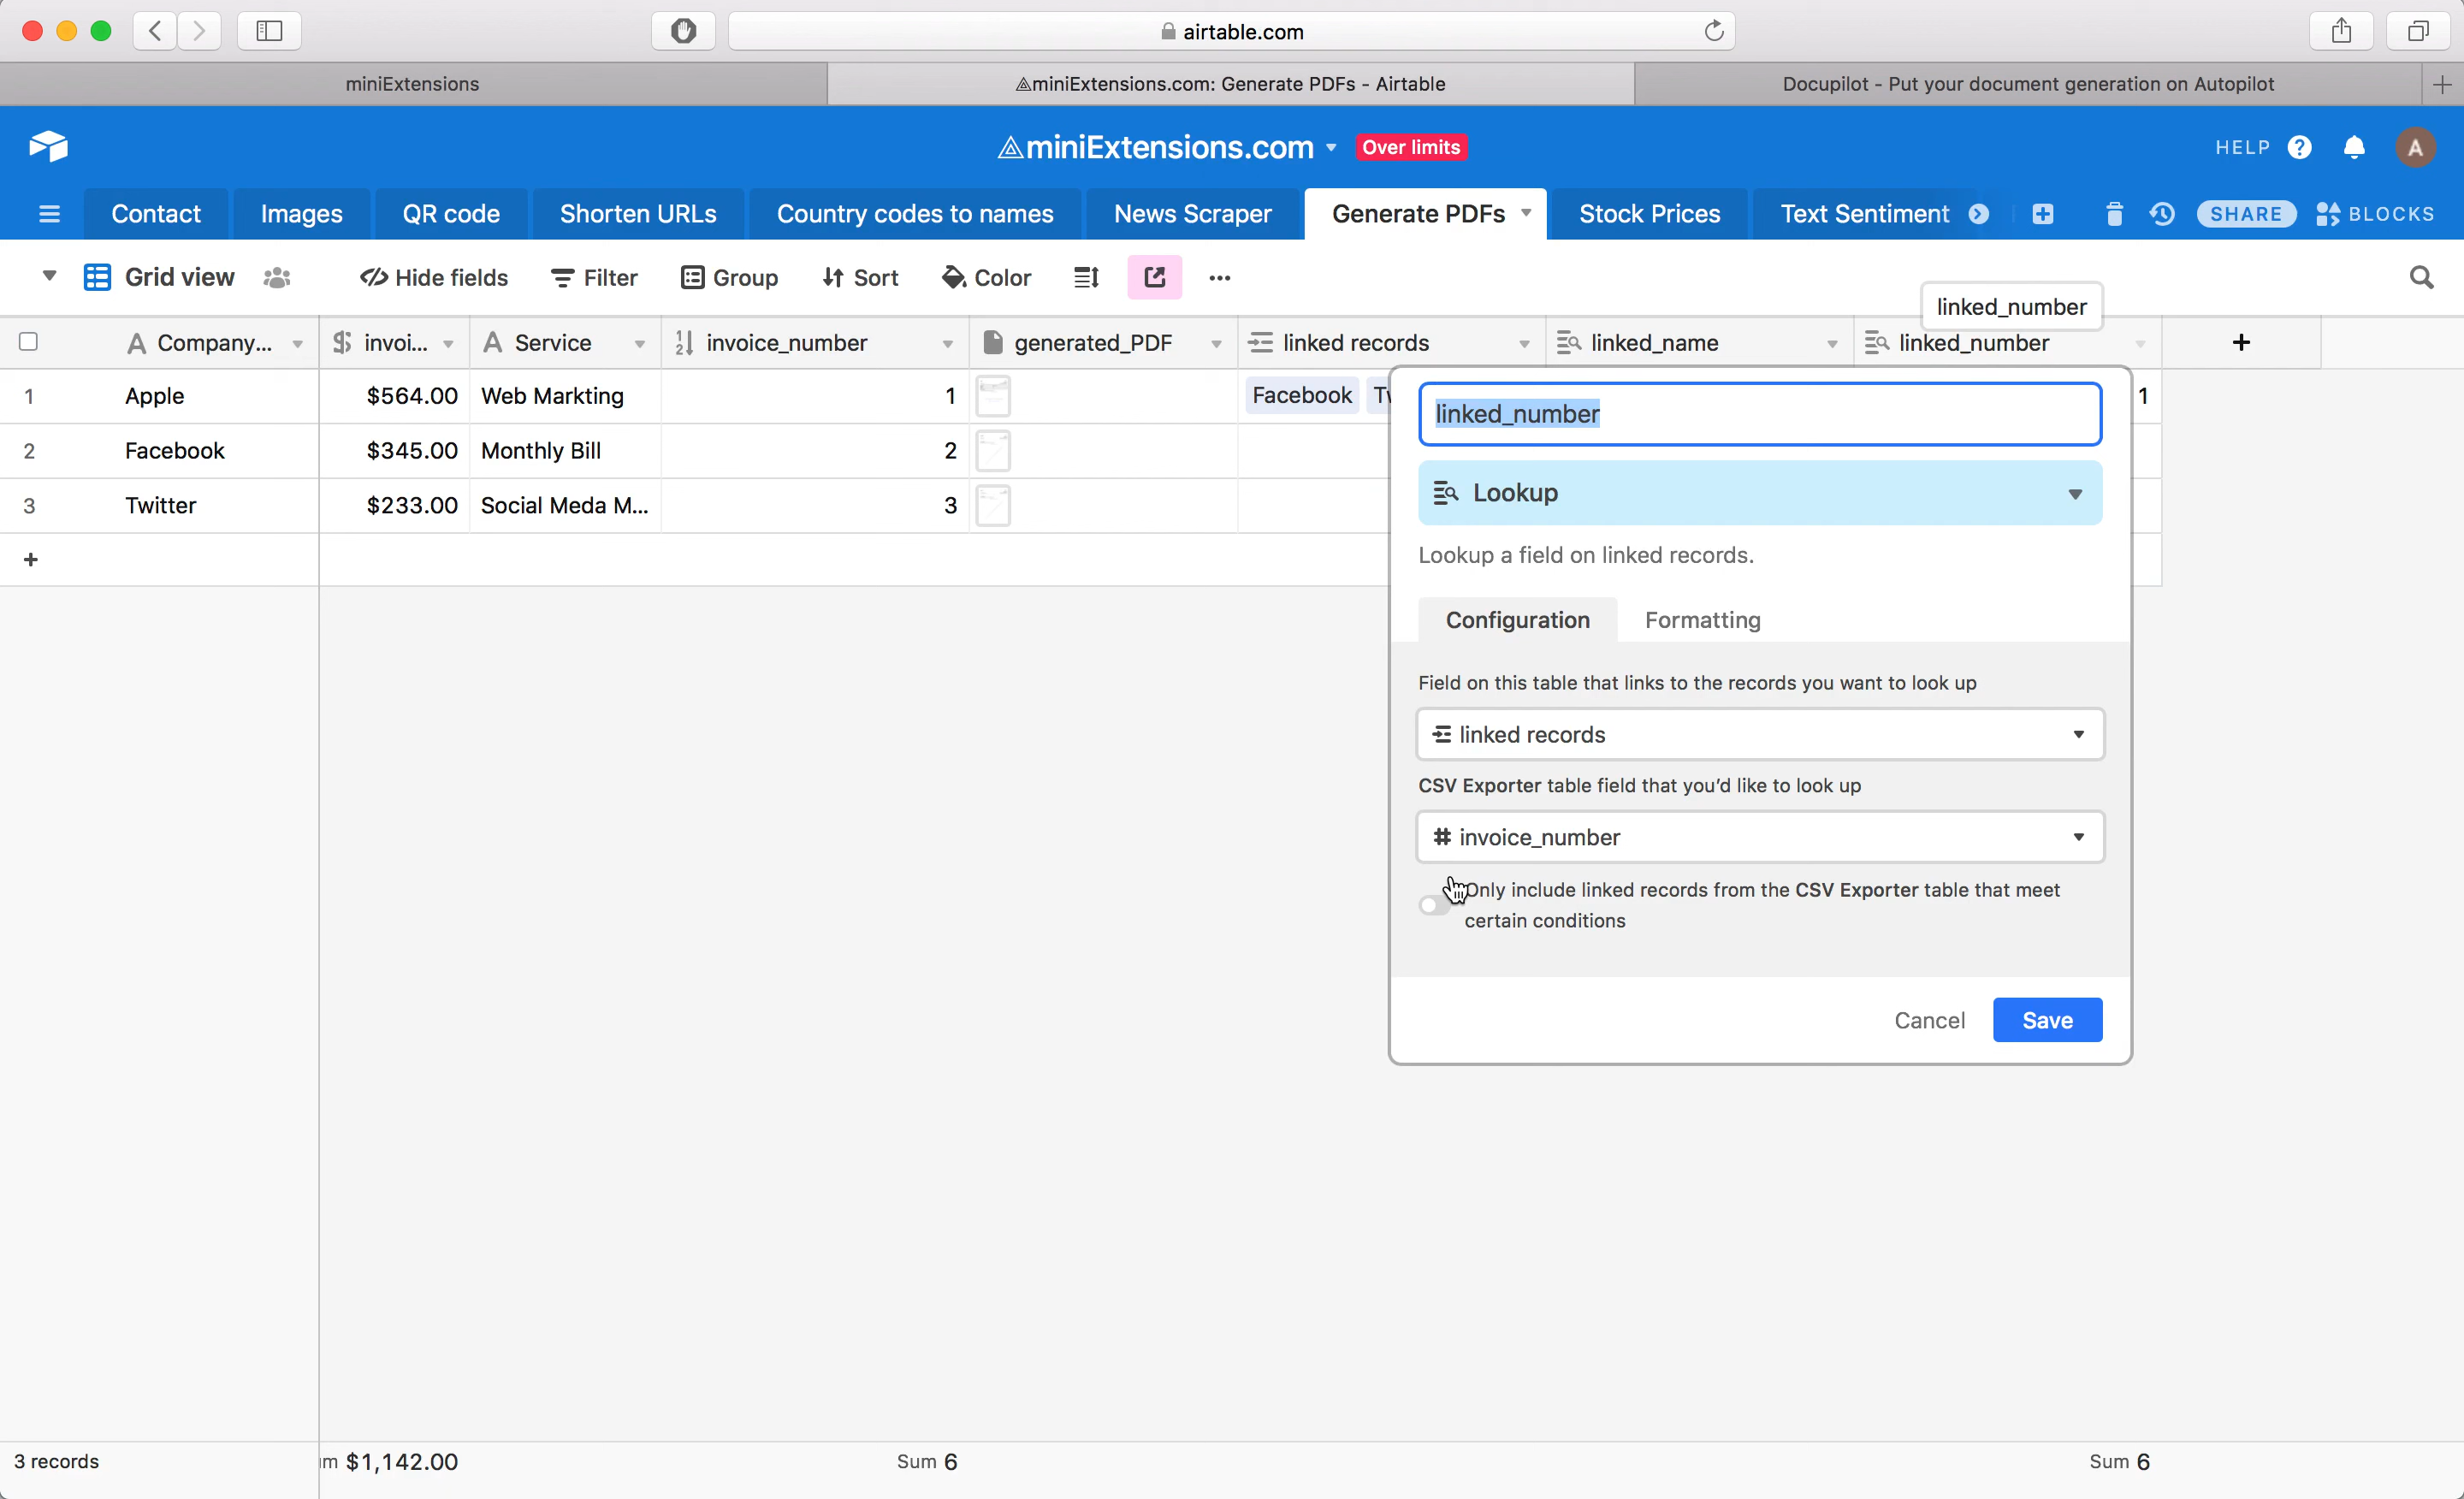 airtable.com
miniExtensions
miniExtensions.com: Generate PDFs - Airtable
Docupilot - Put your document generation on Autopilot
miniExtensions.com Over limits
HELP
A
Contact Images QR code Shorten URLs Country codes to names News Scraper Generate PDFs Stock Prices Text Sentiment SHARE BLOCKS
Grid view Hide fields Filter Group Sort Color
linked_number
Company... invoi... Service invoice_number generated_PDF linked records linked_name linked_number
1 Apple $564.00 Web Markting 1 Facebook Tw 1
2 Facebook $345.00 Monthly Bill 2
3 Twitter $233.00 Social Meda M... 3
linked_number
Lookup
Lookup a field on linked records.
Configuration Formatting
Field on this table that links to the records you want to look up
linked records
CSV Exporter table field that you’d like to look up
invoice_number
Only include linked records from the CSV Exporter table that meet
certain conditions
Cancel Save
3 records um $1,142.00 Sum 6 Sum 6